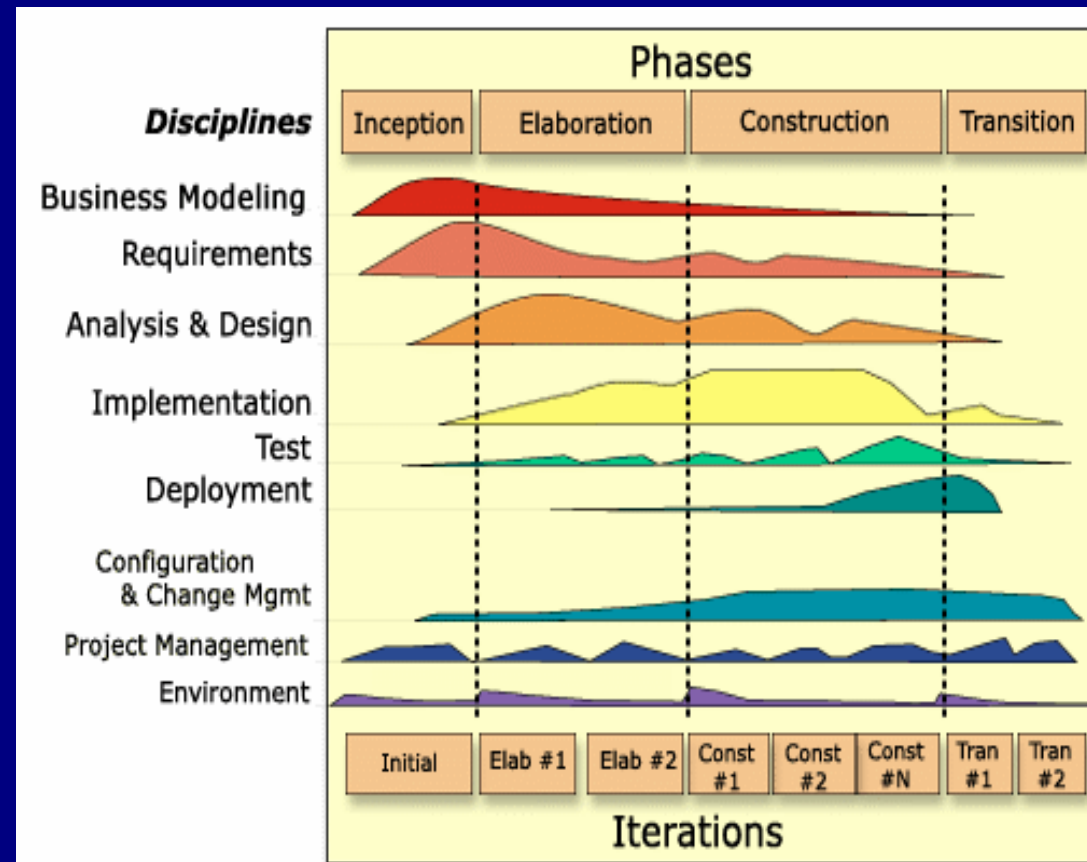 Phases
Disciplines
Inception
Elaboration
Construction
Transition
Business Modeling
Requirements
Analysis & Design
Implementation
Test
Deployment
Configuration
& Change Mgmt
Project Management
Environment
Initial
Elab #1
Elab #2
Const
#1
Const
#2
Const
#N
Tran
#1
Tran
#2
Iterations